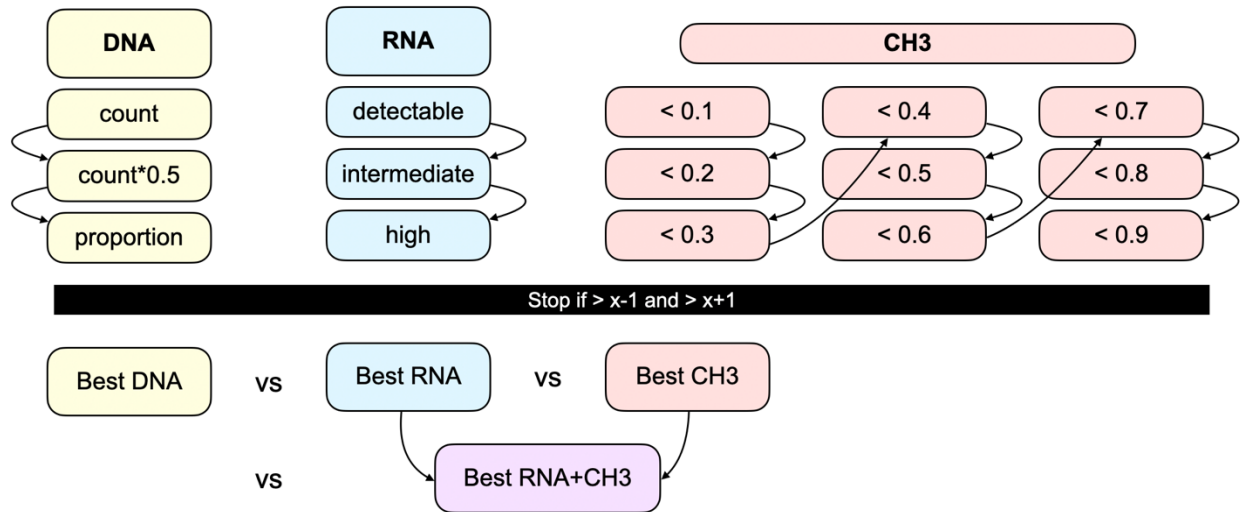 DNA
RNA
CH3
count
detectable
< 0.1
< 0.4
< 0.7
count*0.5
intermediate
< 0.2
< 0.5
< 0.8
proportion
high
< 0.3
< 0.6
< 0.9
Stop if > x-1 and > x+1
Best DNA
vs
Best RNA
vs
Best CH3
vs
Best RNA+CH3